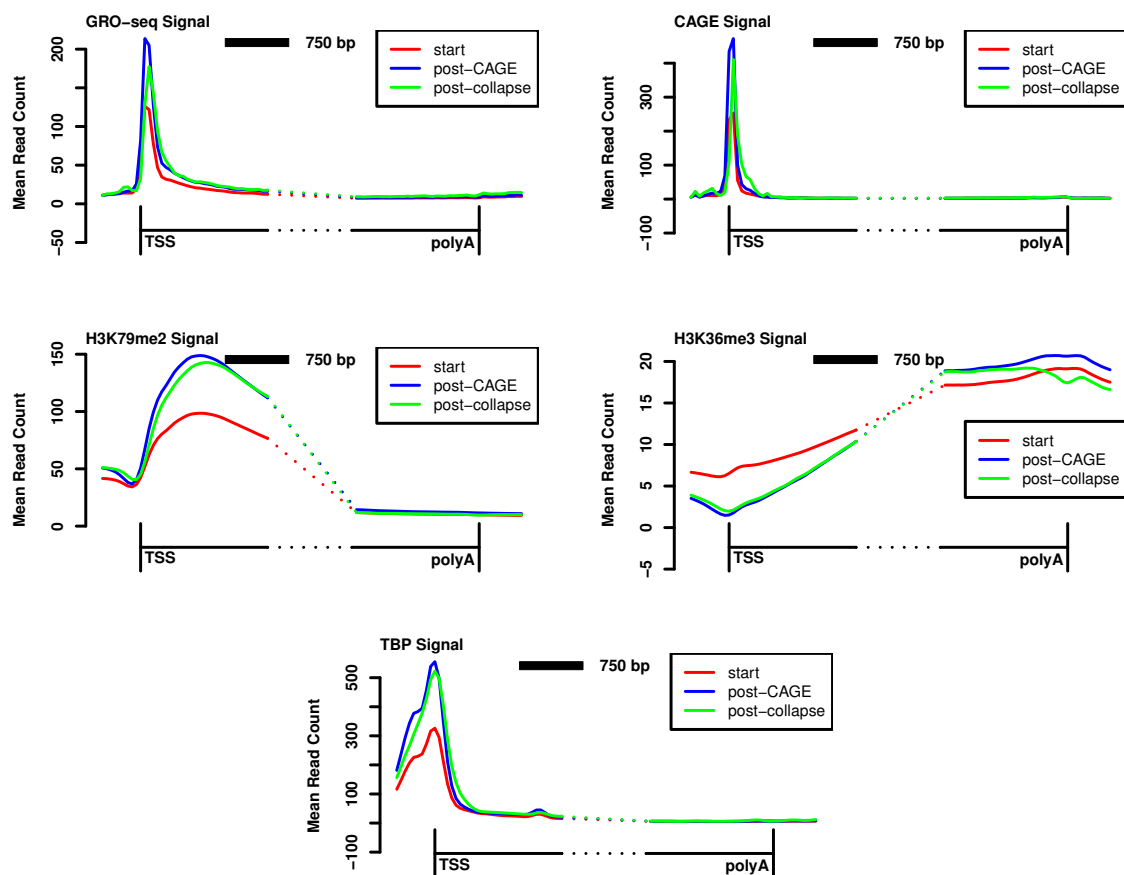 GRO−seq Signal
750 bp
start
post−CAGE
post−collapse
Mean Read Count
200
150
100
50
0
−50
TSS
polyA
CAGE Signal
750 bp
start
post−CAGE
post−collapse
Mean Read Count
400
300
200
100
0
−100
TSS
polyA
H3K79me2 Signal
750 bp
start
post−CAGE
post−collapse
Mean Read Count
150
100
50
0
TSS
polyA
H3K36me3 Signal
750 bp
start
post−CAGE
post−collapse
Mean Read Count
20
15
10
5
0
−5
TSS
polyA
TBP Signal
750 bp
start
post−CAGE
post−collapse
Mean Read Count
500
300
100
−100
TSS
polyA